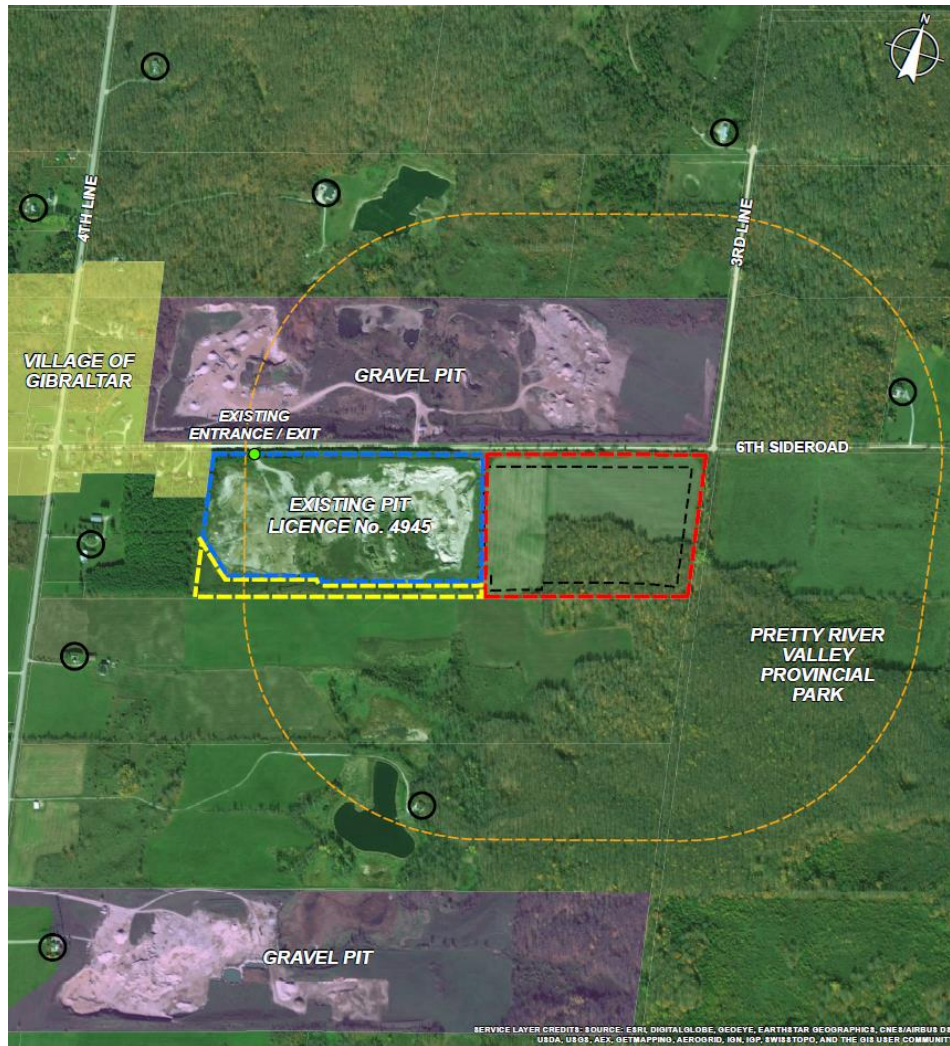 N
4TH LINE
3RD LINE
VILLAGE OF
GIBRALTAR
GRAVEL PIT
EXISTING
ENTRANCE / EXIT
6TH SIDEROAD
EXISTING PIT
LICENCE No. 4945
PRETTY RIVER
VALLEY
PROVINCIAL
PARK
GRAVEL PIT
SERVICE LAYER CREDITS: SOURCE: ESRI, DIGITALGLOBE, GEOEYE, EARTHSTAR GEOGRAPHICS, CNES/AIRBUS DS
USDA, USGS, AEX, GETMAPPING, AEROGRID, IGN, IGP, SWISSTOPO, AND THE GIS USER COMMUNITY